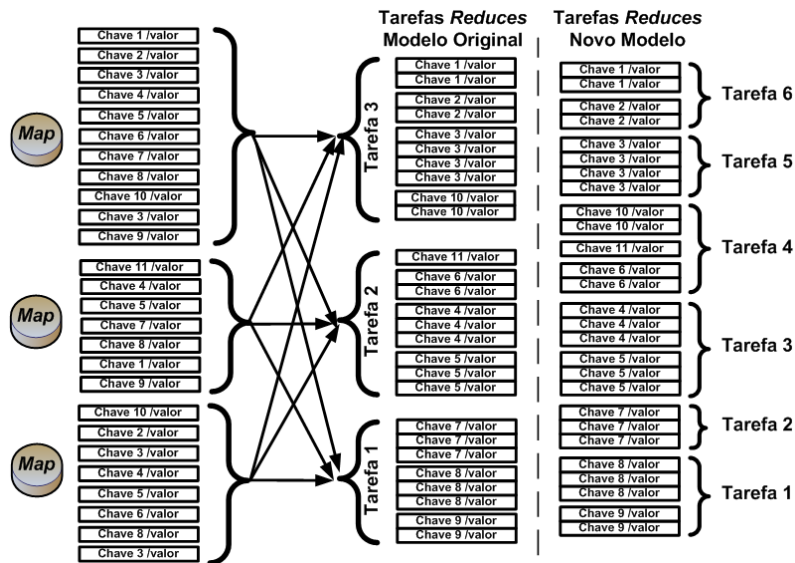 Tarefas Reduces
Modelo Original
Tarefas Reduces
Novo Modelo
Map
Chave 1 /valor
Chave 2 /valor
Chave 3 /valor
Chave 4 /valor
Chave 5 /valor
Chave 6 /valor
Chave 7 /valor
Chave 8 /valor
Chave 10 /valor
Chave 3 /valor
Chave 9 /valor
Map
Chave 11 /valor
Chave 4 /valor
Chave 5 /valor
Chave 7 /valor
Chave 8 /valor
Chave 1 /valor
Chave 9 /valor
Map
Chave 10 /valor
Chave 2 /valor
Chave 3 /valor
Chave 4 /valor
Chave 5 /valor
Chave 6 /valor
Chave 8 /valor
Chave 3 /valor
Tarefa 3
Chave 1 /valor
Chave 1 /valor
Chave 2 /valor
Chave 2 /valor
Chave 3 /valor
Chave 3 /valor
Chave 3 /valor
Chave 3 /valor
Chave 10 /valor
Chave 10 /valor
Tarefa 2
Chave 11 /valor
Chave 6 /valor
Chave 6 /valor
Chave 4 /valor
Chave 4 /valor
Chave 4 /valor
Chave 5 /valor
Chave 5 /valor
Chave 5 /valor
Tarefa 1
Chave 7 /valor
Chave 7 /valor
Chave 7 /valor
Chave 8 /valor
Chave 8 /valor
Chave 8 /valor
Chave 9 /valor
Chave 9 /valor
Chave 1 /valor
Chave 1 /valor
Chave 2 /valor
Chave 2 /valor
Tarefa 6
Chave 3 /valor
Chave 3 /valor
Chave 3 /valor
Chave 3 /valor
Tarefa 5
Chave 10 /valor
Chave 10 /valor
Chave 11 /valor
Chave 6 /valor
Chave 6 /valor
Tarefa 4
Chave 4 /valor
Chave 4 /valor
Chave 4 /valor
Chave 5 /valor
Chave 5 /valor
Chave 5 /valor
Tarefa 3
Chave 7 /valor
Chave 7 /valor
Chave 7 /valor
Tarefa 2
Chave 8 /valor
Chave 8 /valor
Chave 8 /valor
Chave 9 /valor
Chave 9 /valor
Tarefa 1